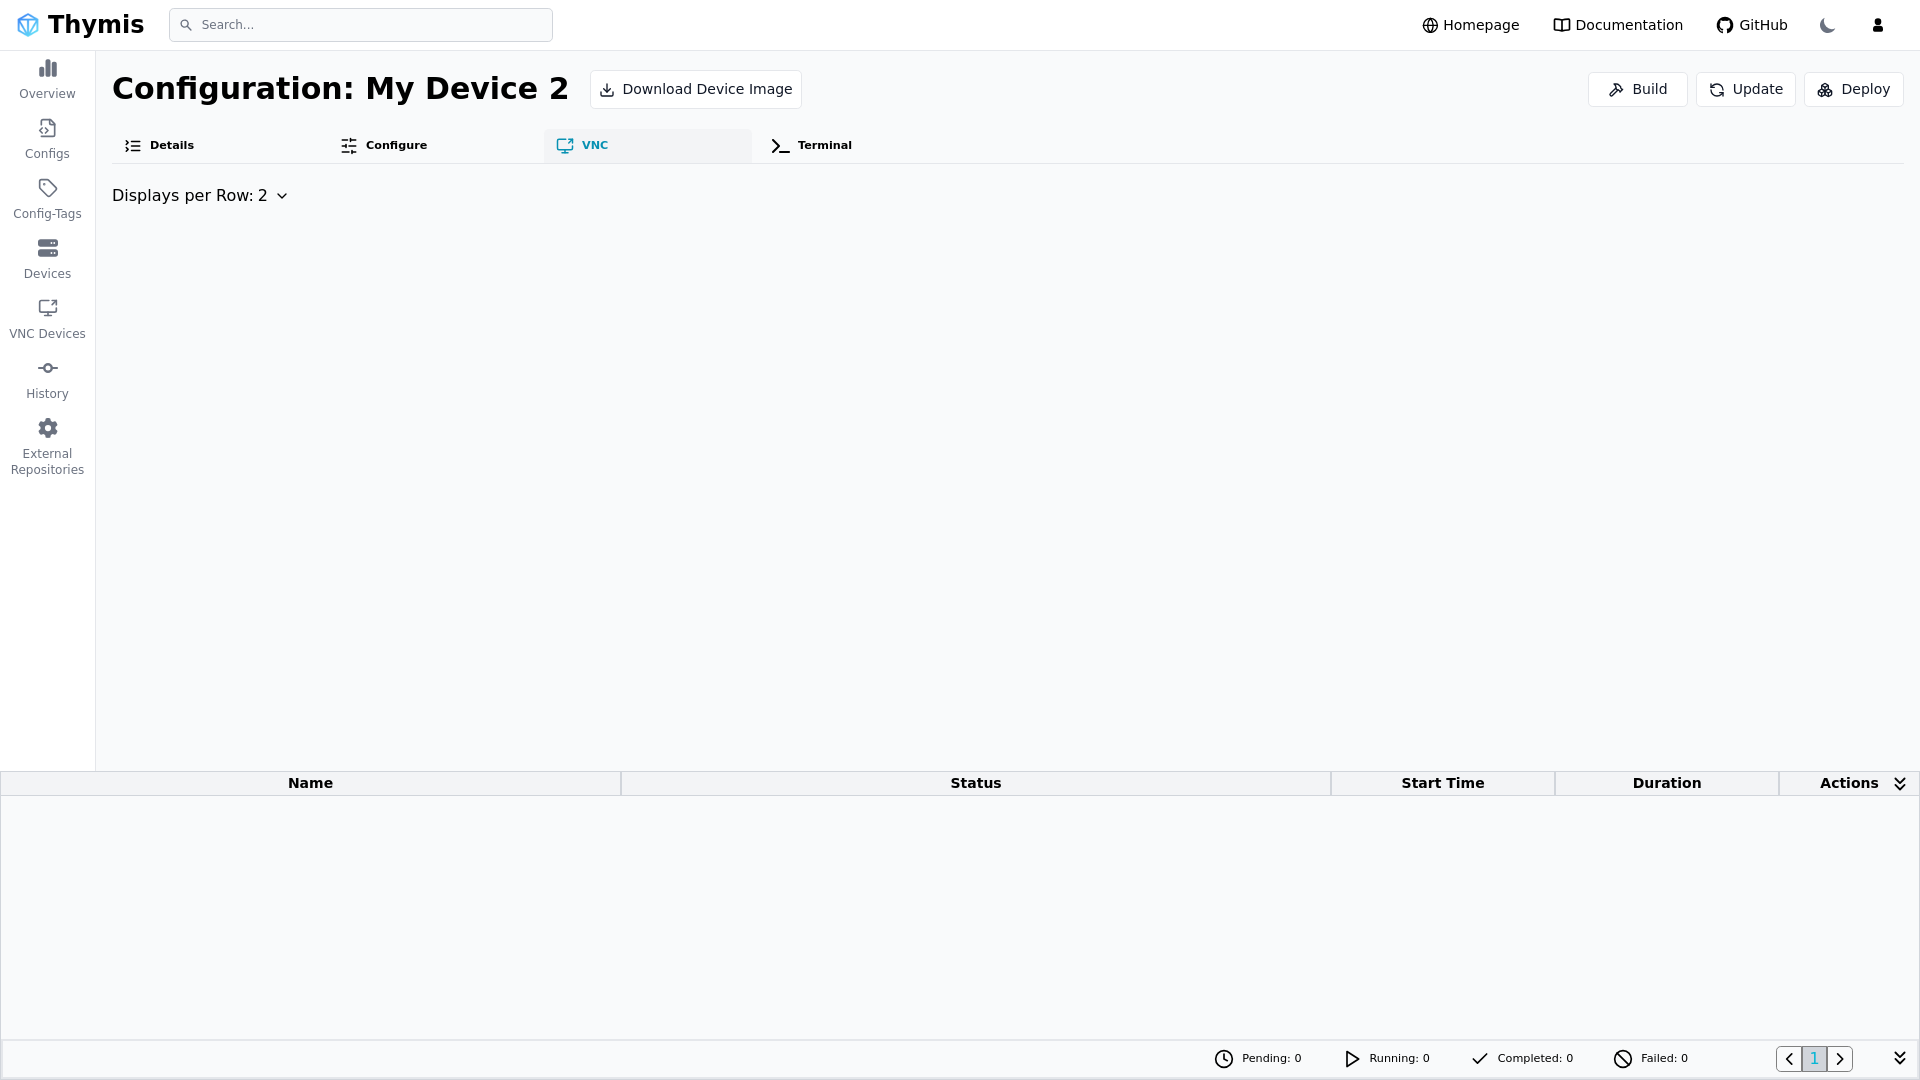 Thymis
Search...
Homepage
Documentation
GitHub
Overview
Configs
Config-Tags
Devices
VNC Devices
History
External
Repositories
Configuration: My Device 2
Download Device Image
Build
Update
Deploy
Details
Configure
VNC
Terminal
Displays per Row: 2
Name
Status
Start Time
Duration
Actions
Pending: 0
Running: 0
Completed: 0
Failed: 0
1